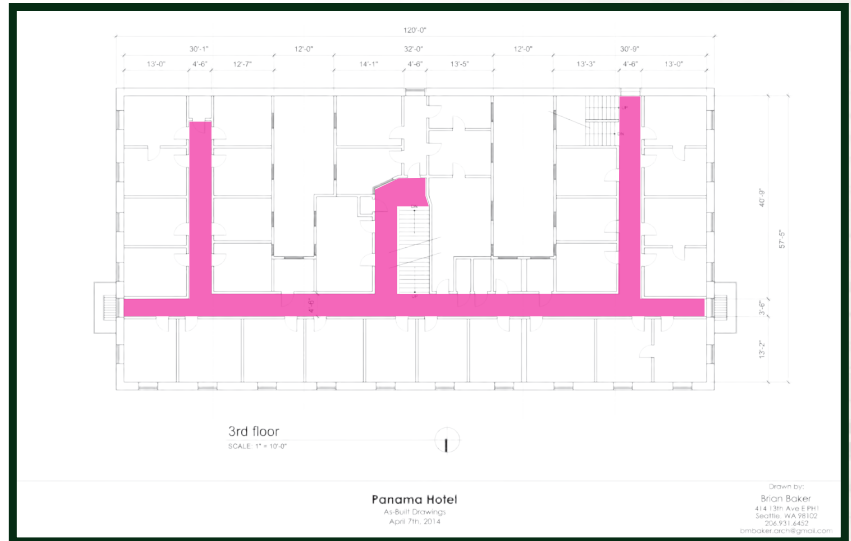 120'-0"
30'-1" 12'-0" 32'-0" 12'-0" 30'-9"
13'-0" 4'-6" 12'-7" 14'-1" 4'-6" 13'-5" 13'-3" 4'-6" 13'-0"
40'-9"
57'-5"
4'-6"
3'-6"
13'-2"
3rd floor
SCALE: 1" = 10'-0"
Panama Hotel
As-Built Drawings
April 7th, 2014
Drawn by:
Brian Baker
414 13th Ave E PH1
Seattle, WA 98102
206.931.6452
bmbaker.arch@gmail.com